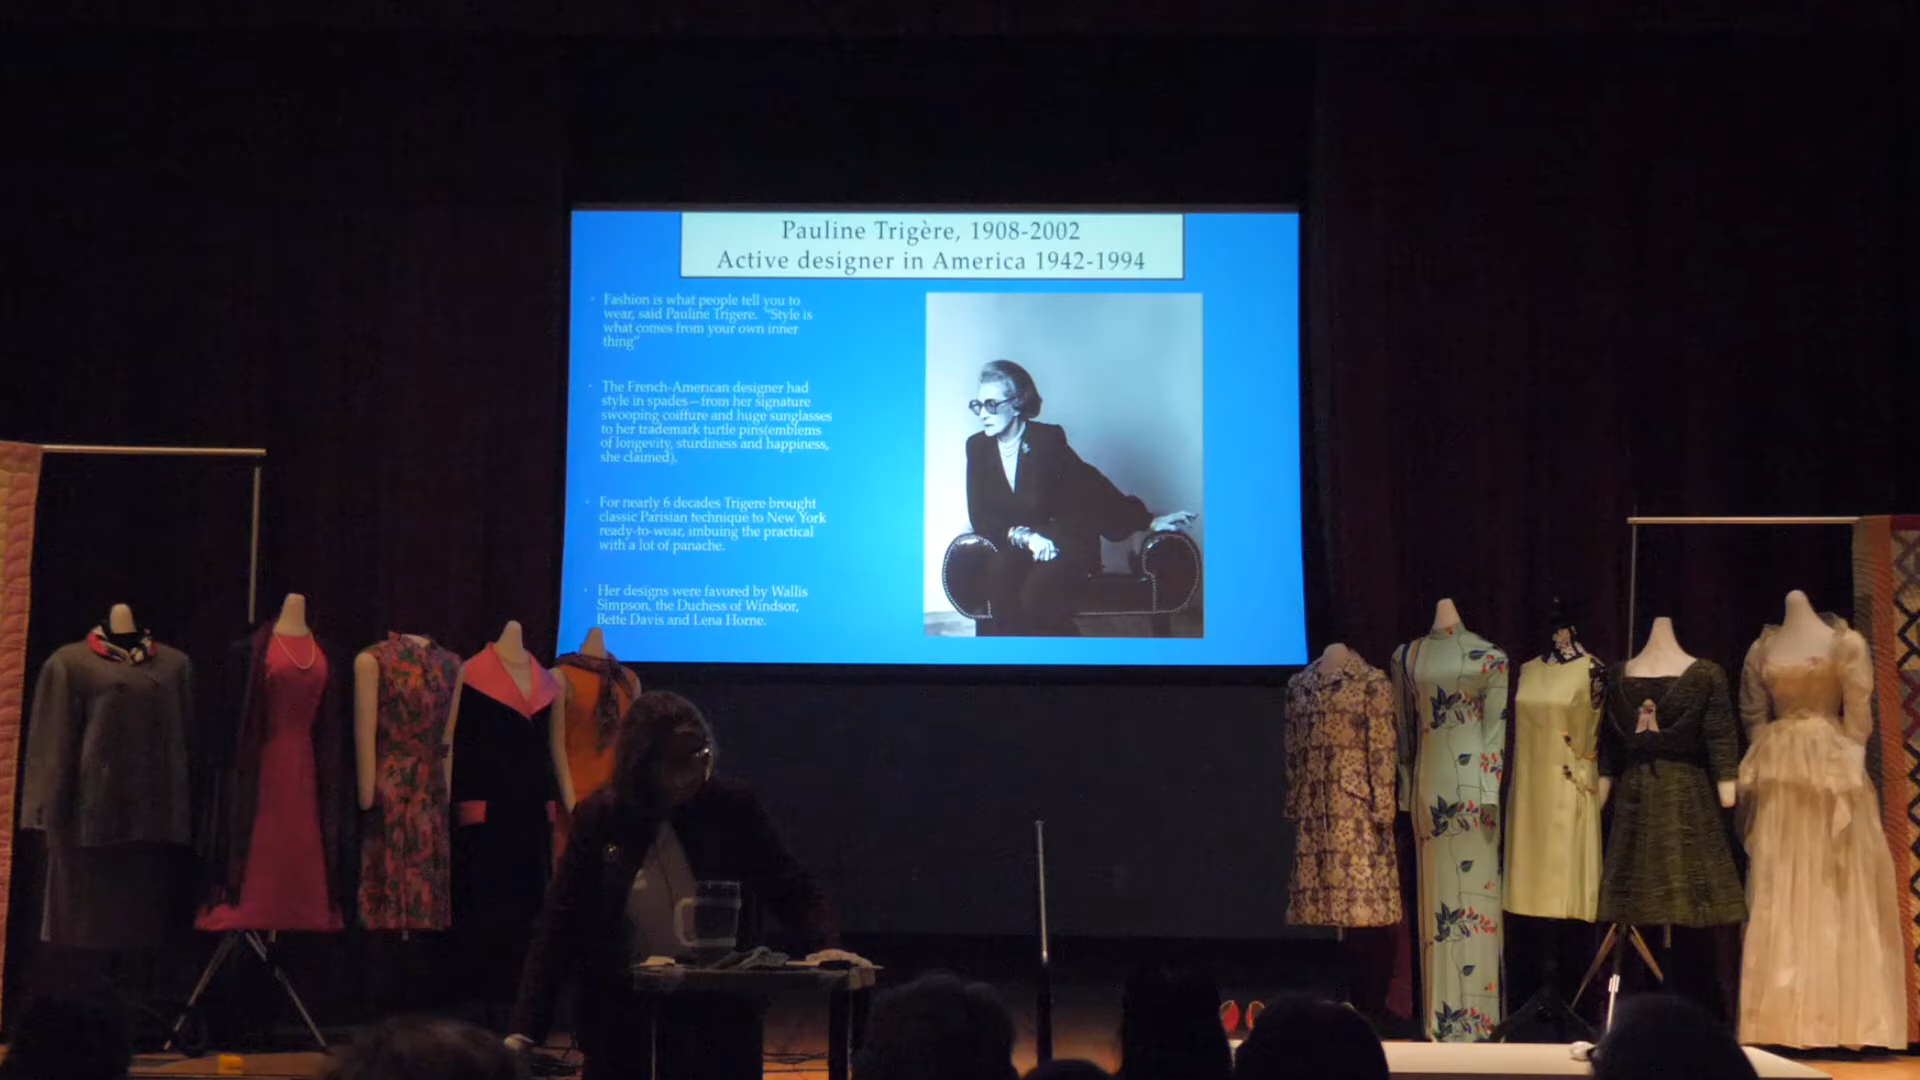 Pauline Trigère, 1908-2002
Active designer in America 1942-1994
Fashion is what people tell you to
wear, said Pauline Trigere. "Style is
what comes from your own inner
thing"
The French-American designer had
style in spades—from her signature
swooping coiffure and huge sunglasses
to her trademark turtle pins(emblems
of longevity, sturdiness and happiness,
she claimed).
For nearly 6 decades Trigere brought
classic Parisian technique to New York
ready-to-wear, imbuing the practical
with a lot of panache.
Her designs were favored by Wallis
Simpson, the Duchess of Windsor,
Bette Davis and Lena Horne.